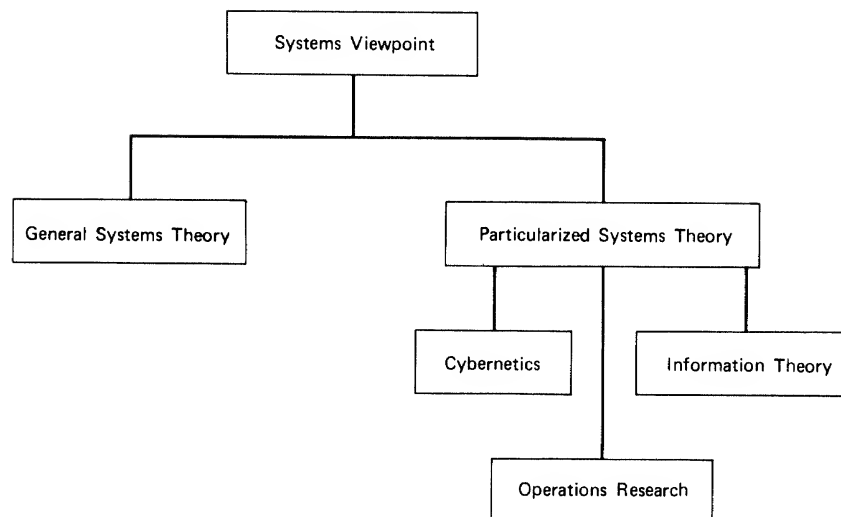 Systems Viewpoint
General Systems Theory
Particularized Systems Theory
Cybernetics
Information Theory
Operations Research